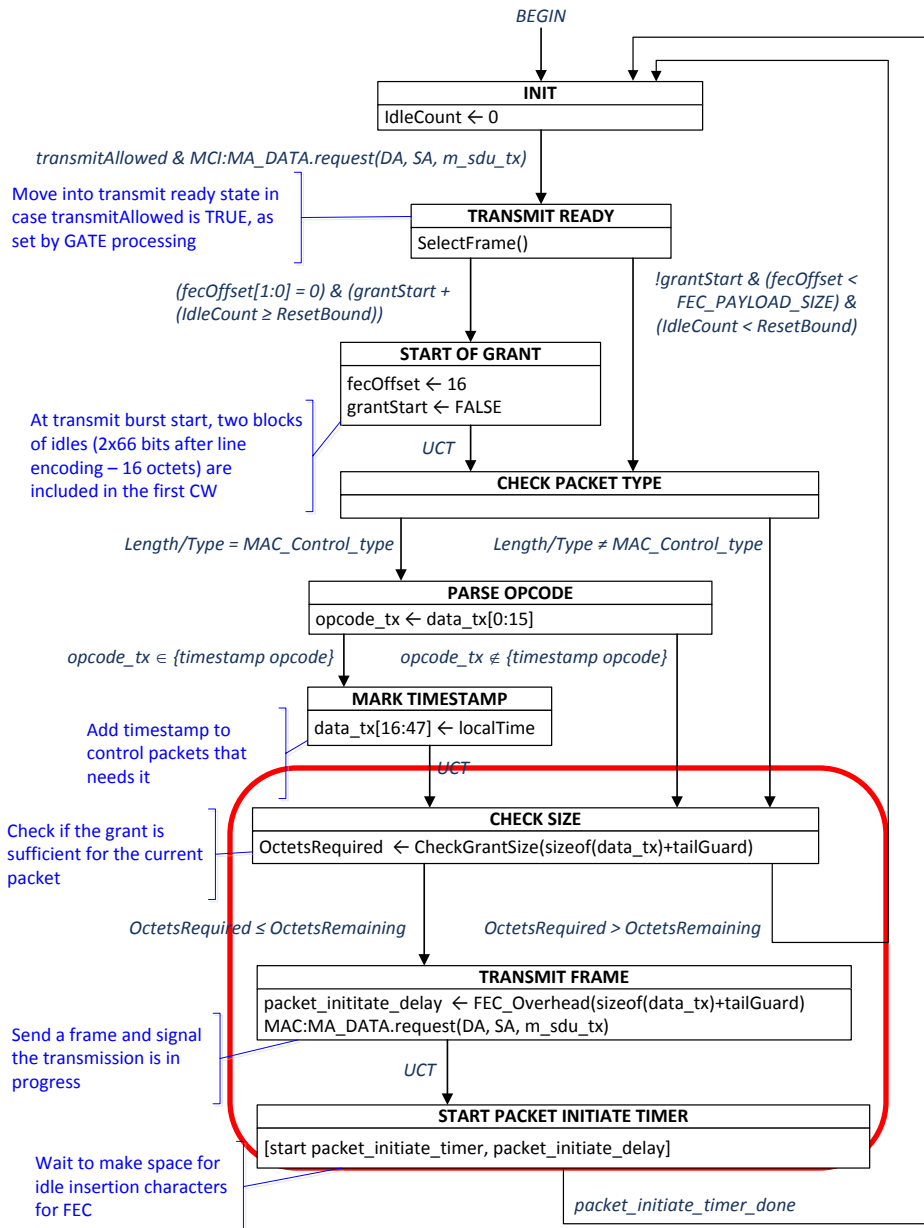 BEGIN
INIT
IdleCount ← 0
transmitAllowed & MCI:MA_DATA.request(DA, SA, m_sdu_tx)
Move into transmit ready state in
case transmitAllowed is TRUE, as
set by GATE processing
TRANSMIT READY
SelectFrame()
(fecOffset[1:0] = 0) & (grantStart +
(IdleCount ≥ ResetBound))
!grantStart & (fecOffset <
FEC_PAYLOAD_SIZE) &
(IdleCount < ResetBound)
START OF GRANT
fecOffset ← 16
grantStart ← FALSE
At transmit burst start, two blocks
of idles (2x66 bits after line
encoding – 16 octets) are
included in the first CW
UCT
CHECK PACKET TYPE
Length/Type = MAC_Control_type
Length/Type ≠ MAC_Control_type
PARSE OPCODE
opcode_tx ← data_tx[0:15]
opcode_tx ∈ {timestamp opcode}
opcode_tx ∉ {timestamp opcode}
MARK TIMESTAMP
data_tx[16:47] ← localTime
Add timestamp to
control packets that
needs it
UCT
CHECK SIZE
OctetsRequired ← CheckGrantSize(sizeof(data_tx)+tailGuard)
Check if the grant is
sufficient for the current
packet
OctetsRequired ≤ OctetsRemaining
OctetsRequired > OctetsRemaining
TRANSMIT FRAME
packet_inititate_delay ← FEC_Overhead(sizeof(data_tx)+tailGuard)
MAC:MA_DATA.request(DA, SA, m_sdu_tx)
Send a frame and signal
the transmission is in
progress
UCT
START PACKET INITIATE TIMER
[start packet_initiate_timer, packet_initiate_delay]
Wait to make space for
idle insertion characters
for FEC
packet_initiate_timer_done